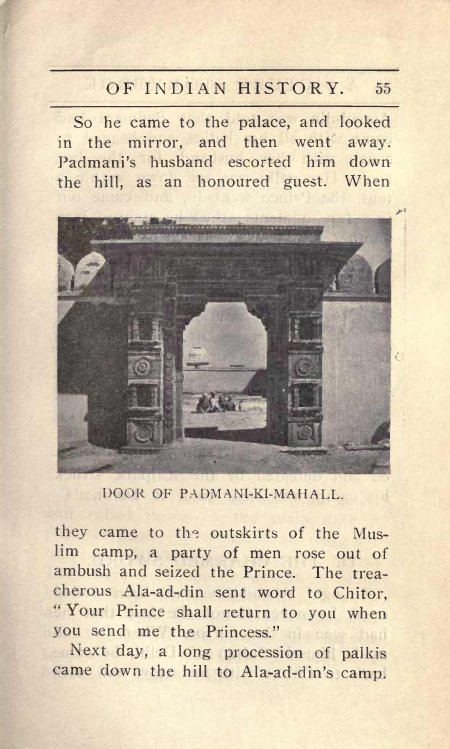 OF INDIAN HISTORY. 55
So he came to the palace, and looked
in the mirror, and then went away.
Padmani's husband escorted him down
the hill, as an honoured guest. When
DOOR OF PADMANI-KI-MAHALL.
they came to the outskirts of the Mus-
lim camp, a party of men rose out of
ambush and seized the Prince. The trea-
cherous Ala-ad-din sent word to Chitor,
“Your Prince shall return to you when
you send me the Princess.”
Next day, a long procession of palkis
came down the hill to Ala-ad-din's camp.